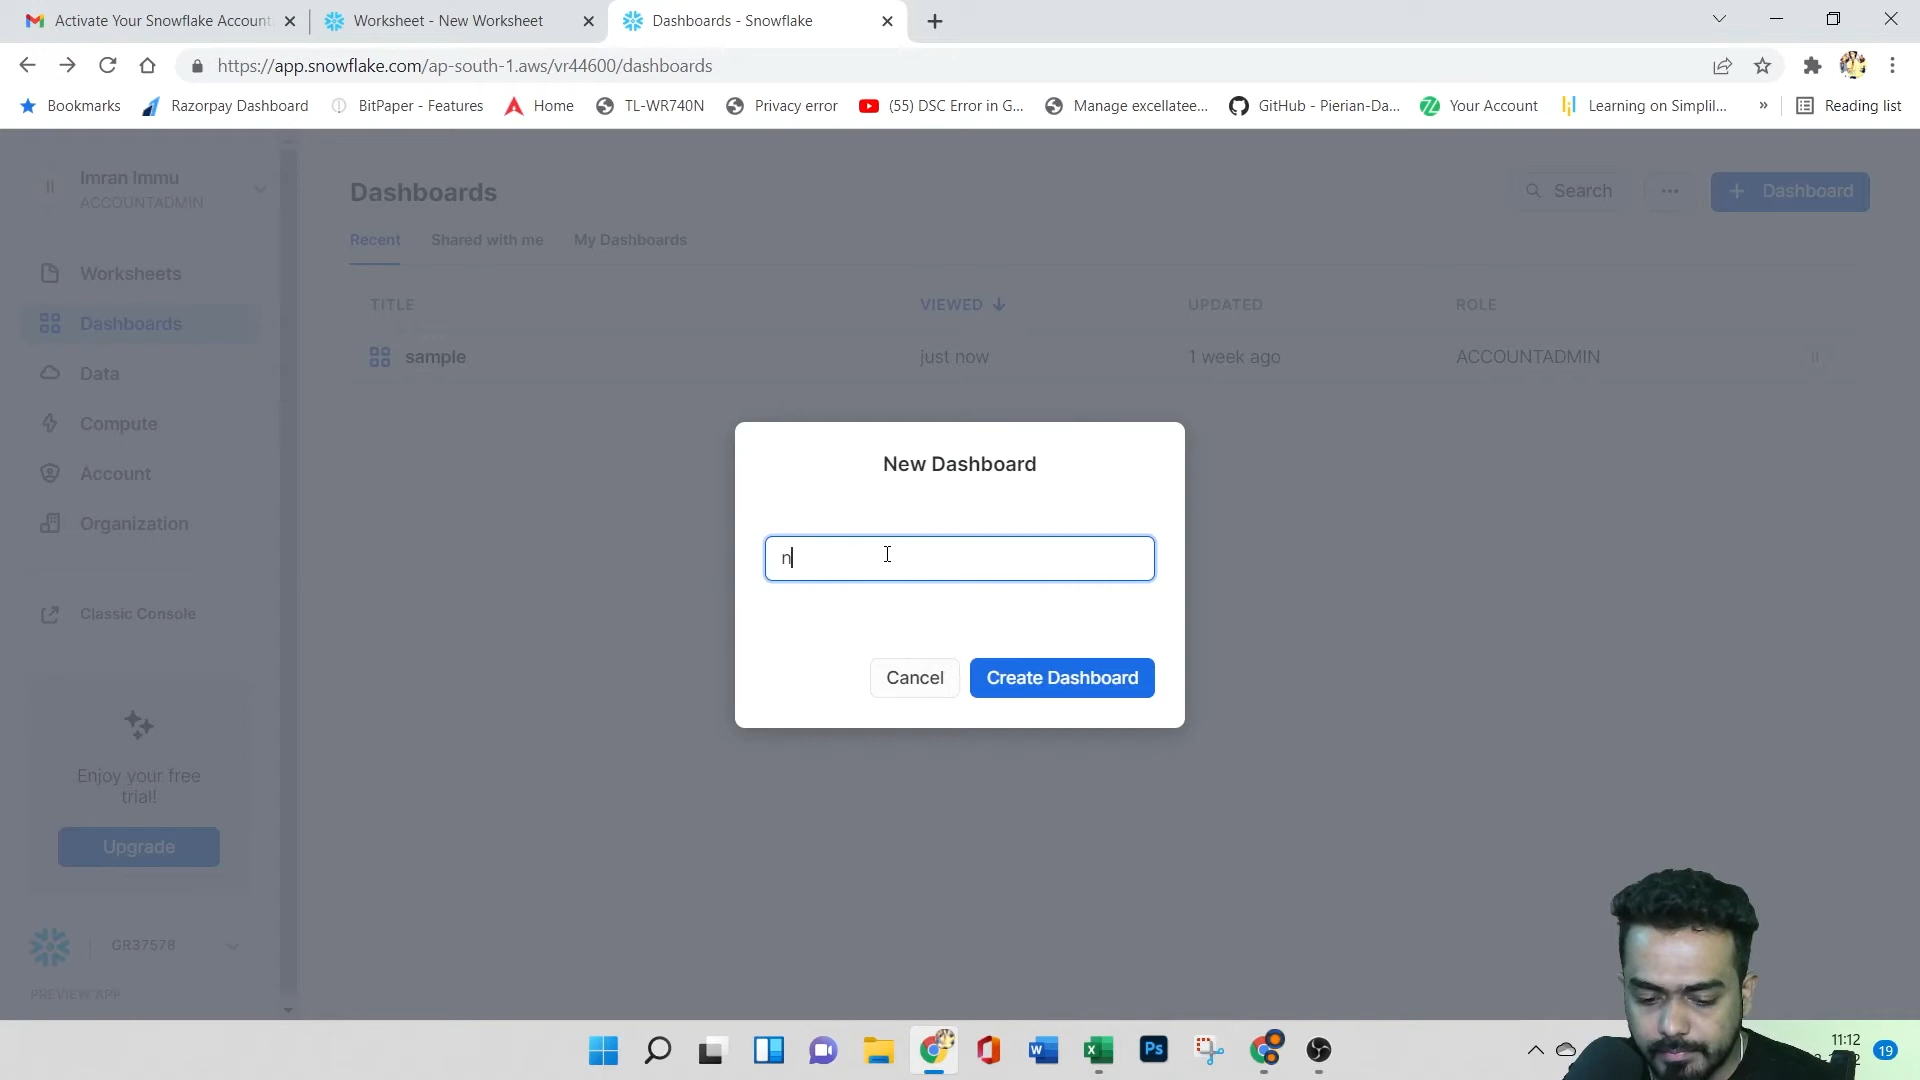 Activate Your Snowflake Account
Worksheet - New Worksheet
Dashboards - Snowflake
https://app.snowflake.com/ap-south-1.aws/vr44600/dashboards
Bookmarks
Razorpay Dashboard
BitPaper - Features
Home
TL-WR740N
Privacy error
(55) DSC Error in G...
Manage excellatee...
GitHub - Pierian-Da...
Your Account
Learning on Simplil...
»
Reading list
Imran Immu
ACCOUNTADMIN
Worksheets
Dashboards
Data
Compute
Account
Organization
Classic Console
Enjoy your free
trial!
Upgrade
GR37578
PREVIEW APP
Dashboards
Search
+ Dashboard
Recent
Shared with me
My Dashboards
TITLE
VIEWED
UPDATED
ROLE
sample
just now
1 week ago
ACCOUNTADMIN
II
New Dashboard
n
Cancel
Create Dashboard
11:12
19